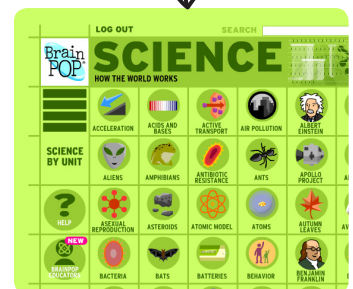 LOG OUT
SEARCH
Brain
POP
SCIENCE
HOW THE WORLD WORKS
SCIENCE
BY UNIT
ACCELERATION
ACIDS AND
BASES
ACTIVE
TRANSPORT
AIR POLLUTION
ALBERT
EINSTEIN
ALIENS
AMPHIBIANS
ANTIBIOTIC
RESISTANCE
ANTS
APOLLO
PROJECT
HELP
ASEXUAL
REPRODUCTION
ASTEROIDS
ATOMIC MODEL
ATOMS
AUTUMN
LEAVES
NEW
BRAINPOP
EDUCATORS
BACTERIA
BATS
BATTERIES
BEHAVIOR
BENJAMIN
FRANKLIN